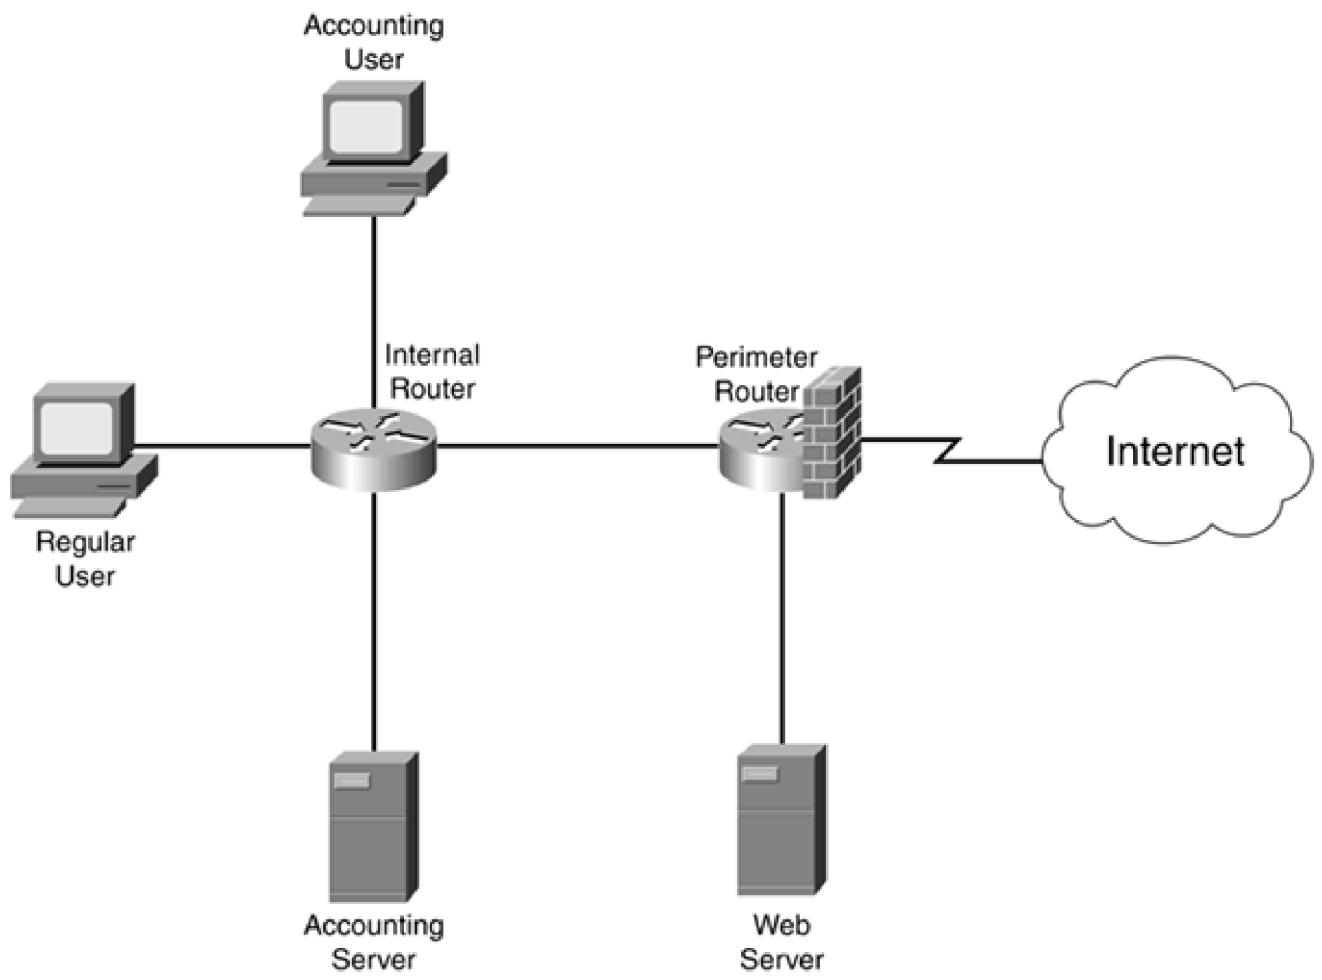 Accounting
User
Internal
Router
Perimeter
Router
Internet
Regular
User
Accounting
Server
Web
Server